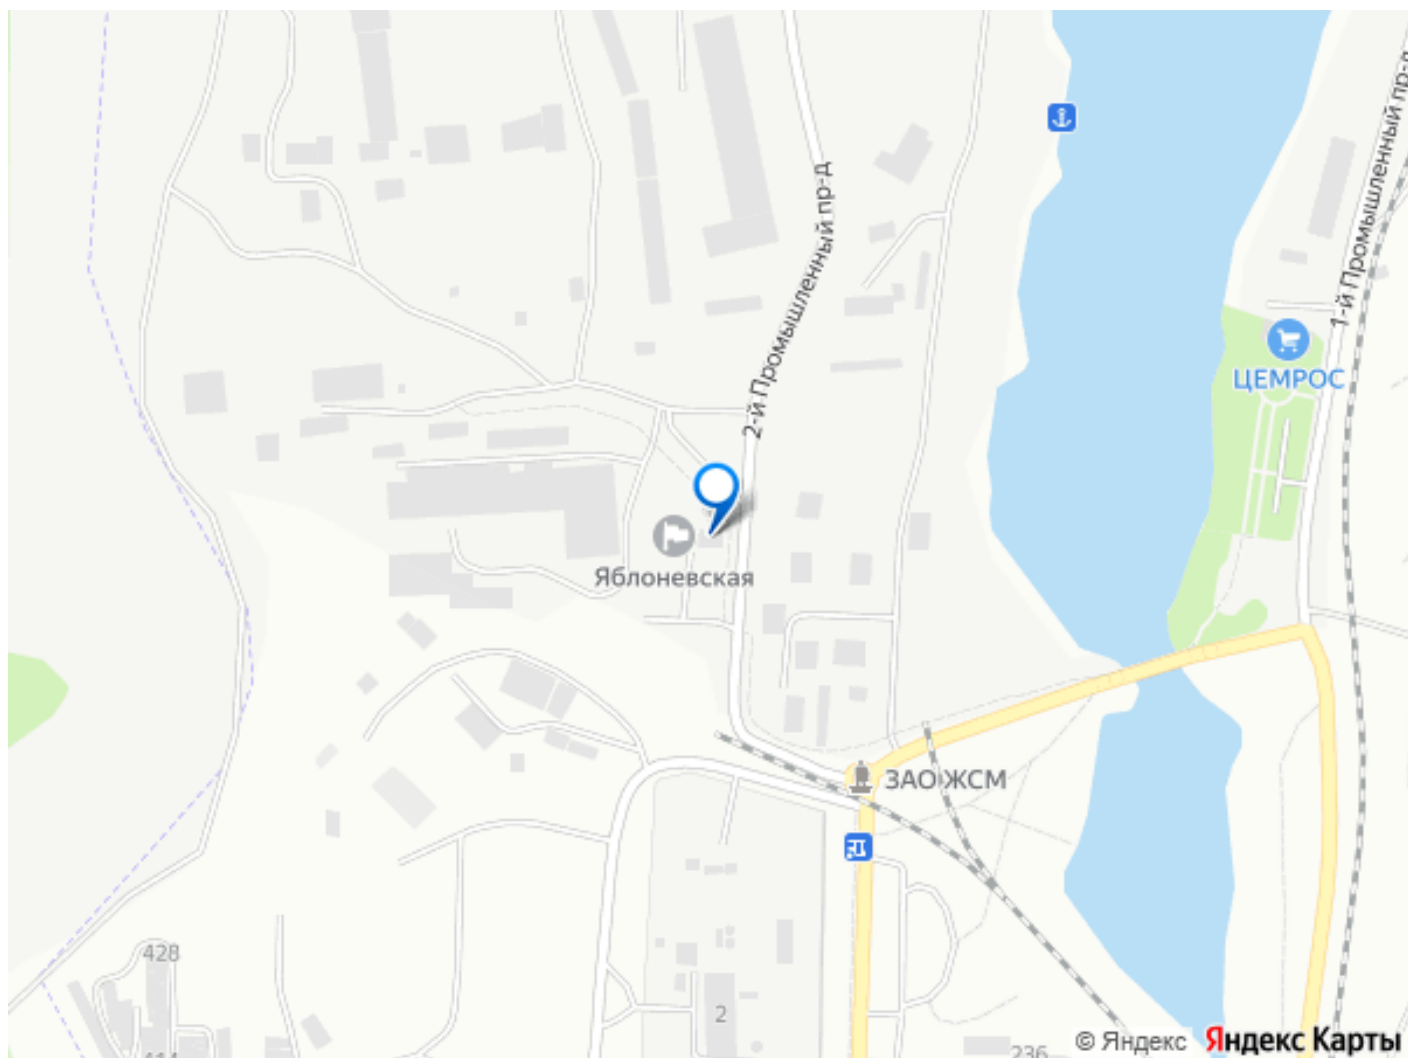 1-й Промышленный пр-д
2-й Промышленный пр-д
ЦЕМРОС
Яблоневская
ЗАО ЖСМ
428
2
236
© Яндекс Яндекс Карты